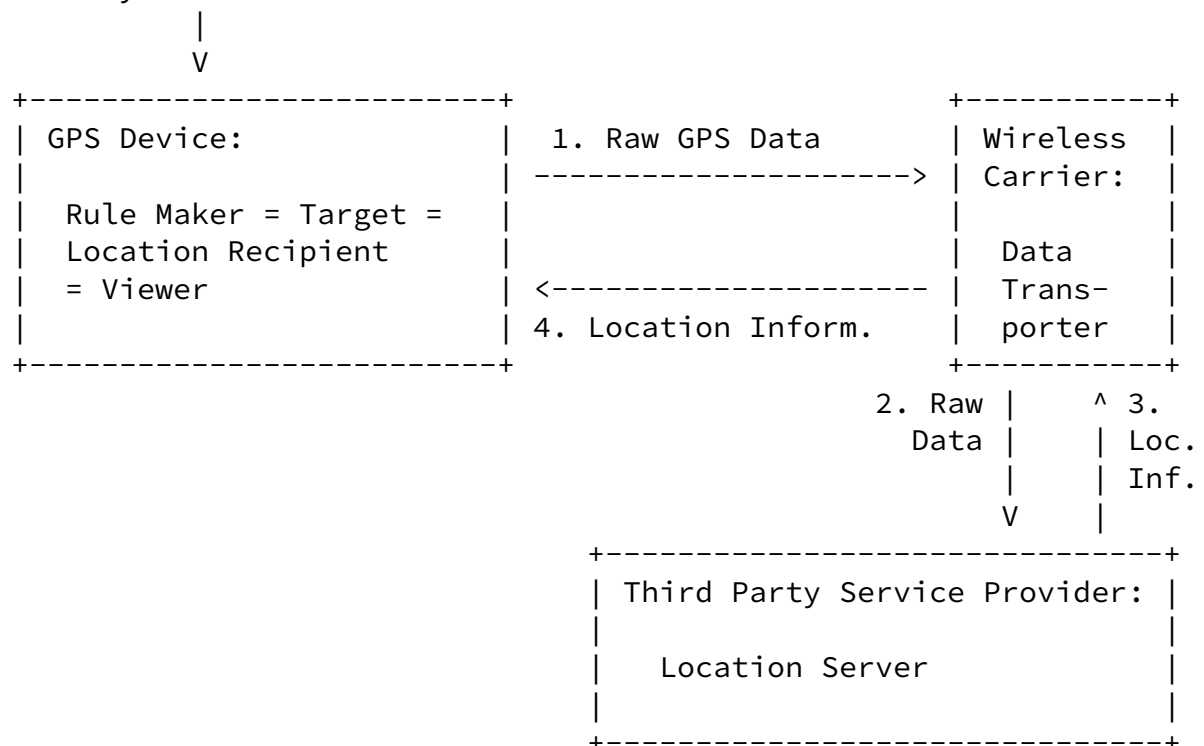 GPS Device:
1. Raw GPS Data
Wireless
Carrier:
Rule Maker = Target =
Location Recipient
= Viewer
Data
Trans-
porter
4. Location Inform.
2. Raw
Data
3.
Loc.
Inf.
Third Party Service Provider:
Location Server